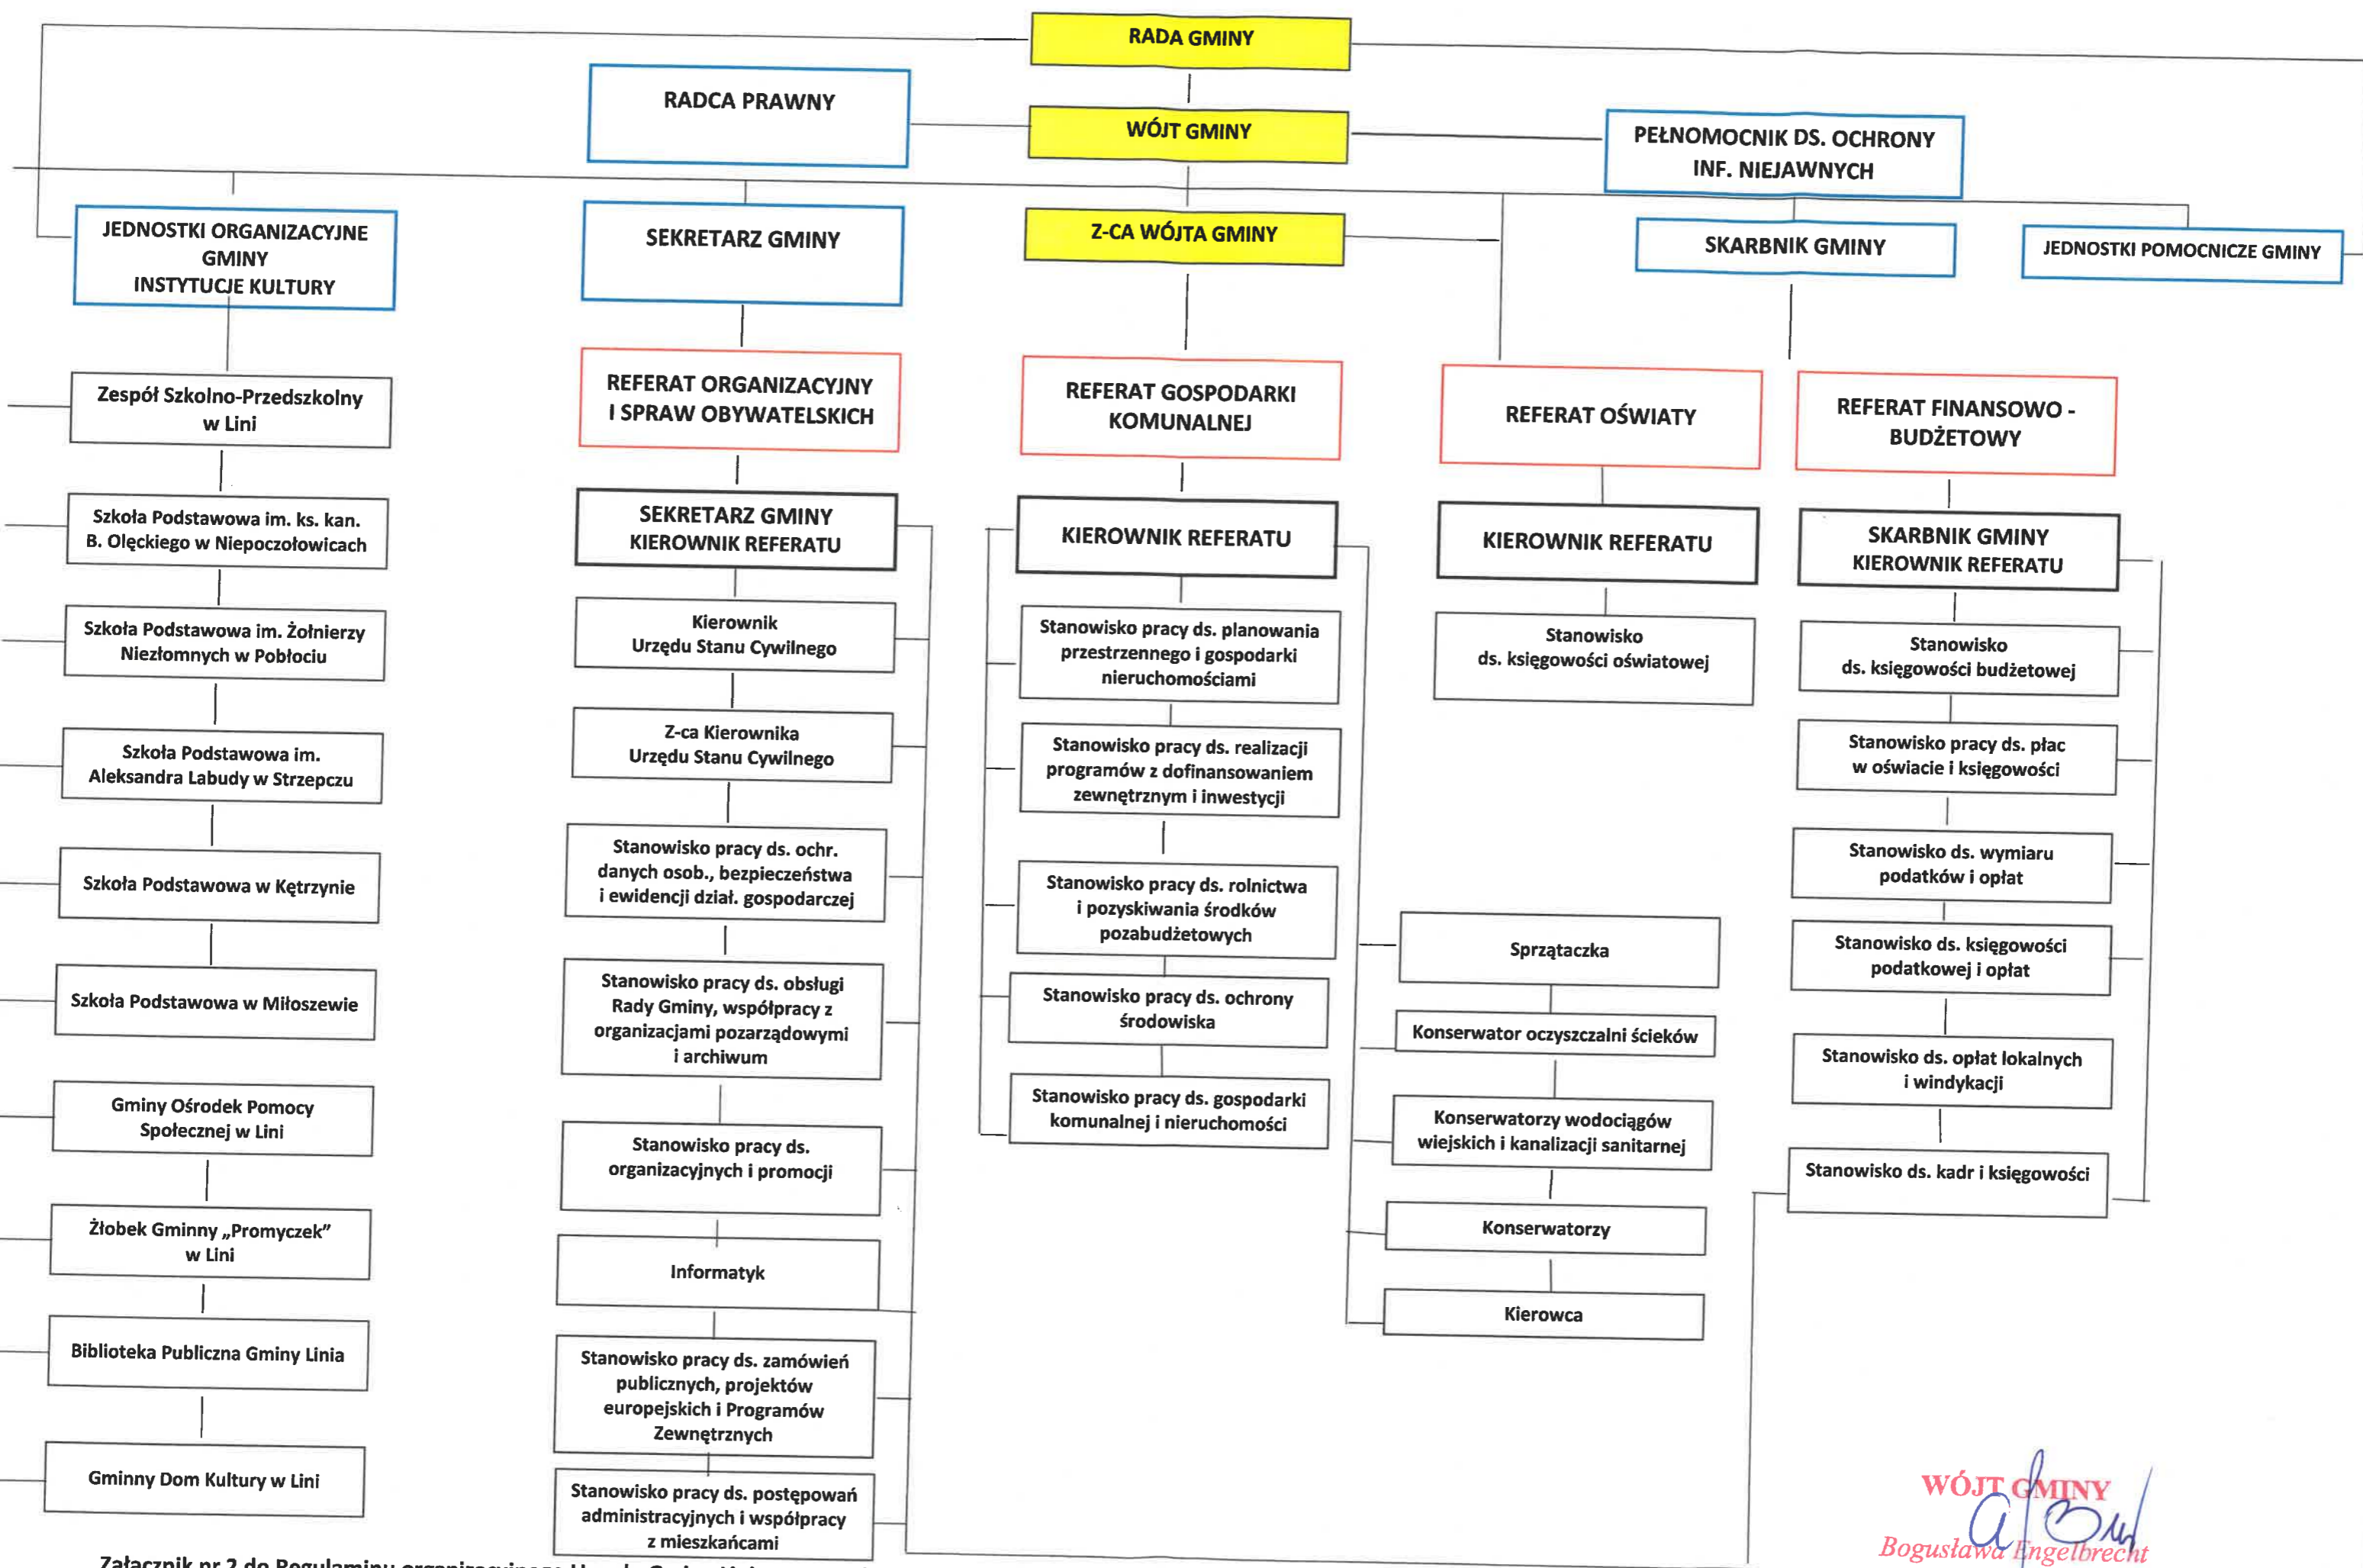 RADA GMINY
RADCA PRAWNY
WÓJT GMINY
PEŁNOMOCNIK DS. OCHRONY
INF. NIEJAWNYCH
JEDNOSTKI ORGANIZACYJNE
GMINY
INSTYTUCJE KULTURY
SEKRETARZ GMINY
Z-CA WÓJTA GMINY
SKARBNIK GMINY
JEDNOSTKI POMOCNICZE GMINY
Zespół Szkolno-Przedszkolny
w Lini
Szkoła Podstawowa im. ks. kan.
B. Olęckiego w Niepoczołowicach
Szkoła Podstawowa im. Żołnierzy
Niezłomnych w Pobłociu
Szkoła Podstawowa im.
Aleksandra Labudy w Strzepczu
Szkoła Podstawowa w Kętrzynie
Szkoła Podstawowa w Miłoszewie
Gminy Ośrodek Pomocy
Społecznej w Lini
Żłobek Gminny „Promyczek”
w Lini
Biblioteka Publiczna Gminy Linia
Gminny Dom Kultury w Lini
REFERAT ORGANIZACYJNY
I SPRAW OBYWATELSKICH
SEKRETARZ GMINY
KIEROWNIK REFERATU
Kierownik
Urzędu Stanu Cywilnego
Z-ca Kierownika
Urzędu Stanu Cywilnego
Stanowisko pracy ds. ochr.
danych osob., bezpieczeństwa
i ewidencji dział. gospodarczej
Stanowisko pracy ds. obsługi
Rady Gminy, współpracy z
organizacjami pozarządowymi
i archiwum
Stanowisko pracy ds.
organizacyjnych i promocji
Informatyk
Stanowisko pracy ds. zamówień
publicznych, projektów
europejskich i Programów
Zewnętrznych
Stanowisko pracy ds. postępowań
administracyjnych i współpracy
z mieszkańcami
REFERAT GOSPODARKI
KOMUNALNEJ
KIEROWNIK REFERATU
Stanowisko pracy ds. planowania
przestrzennego i gospodarki
nieruchomościami
Stanowisko pracy ds. realizacji
programów z dofinansowaniem
zewnętrznym i inwestycji
Stanowisko pracy ds. rolnictwa
i pozyskiwania środków
pozabudżetowych
Stanowisko pracy ds. ochrony
środowiska
Stanowisko pracy ds. gospodarki
komunalnej i nieruchomości
Sprzątaczka
Konserwator oczyszczalni ścieków
Konserwatorzy wodociągów
wiejskich i kanalizacji sanitarnej
Konserwatorzy
Kierowca
REFERAT OŚWIATY
KIEROWNIK REFERATU
Stanowisko
ds. księgowości oświatowej
REFERAT FINANSOWO -
BUDŻETOWY
SKARBNIK GMINY
KIEROWNIK REFERATU
Stanowisko
ds. księgowości budżetowej
Stanowisko pracy ds. płac
w oświacie i księgowości
Stanowisko ds. wymiaru
podatków i opłat
Stanowisko ds. księgowości
podatkowej i opłat
Stanowisko ds. opłat lokalnych
i windykacji
Stanowisko ds. kadr i księgowości
WÓJT GMINY
Bogusława Engelbrecht
Załącznik nr 2 do Regulaminu organizacyjnego